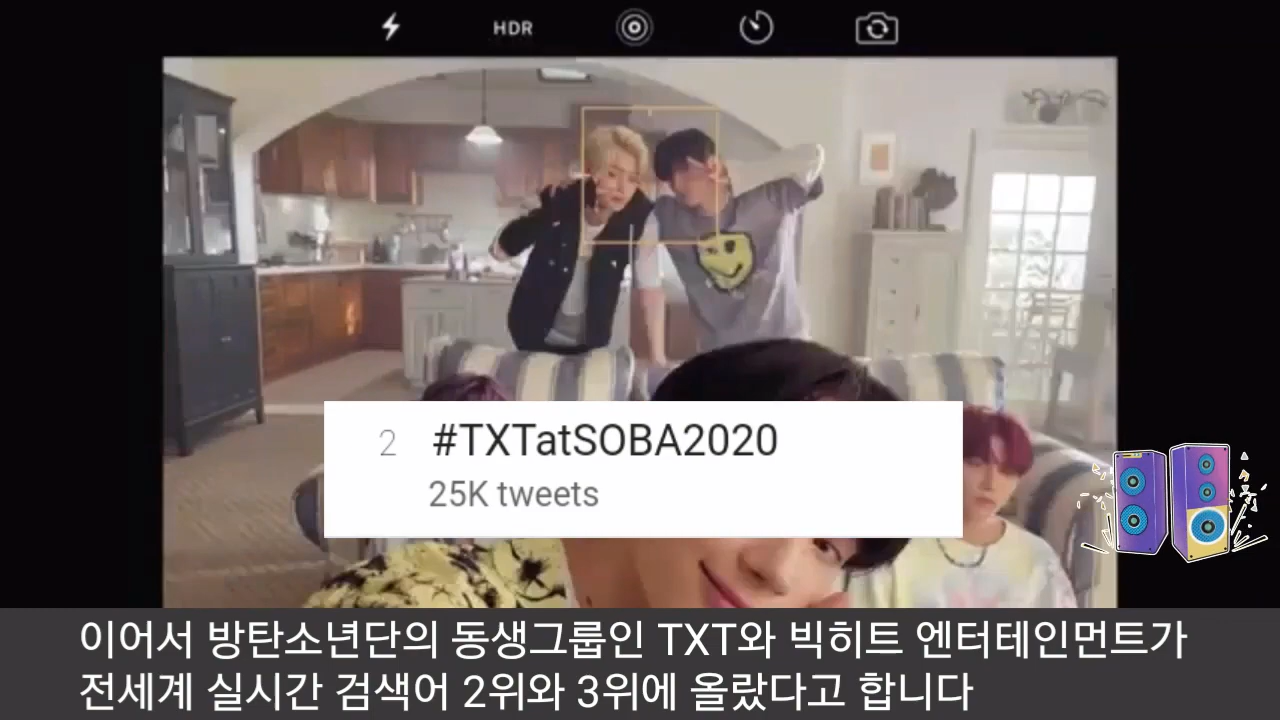 HDR
2 #TXTatSOBA2020
25K tweets
이어서 방탄소년단의 동생그룹인 TXT와 빅히트 엔터테인먼트가
전세계 실시간 검색어 2위와 3위에 올랐다고 합니다